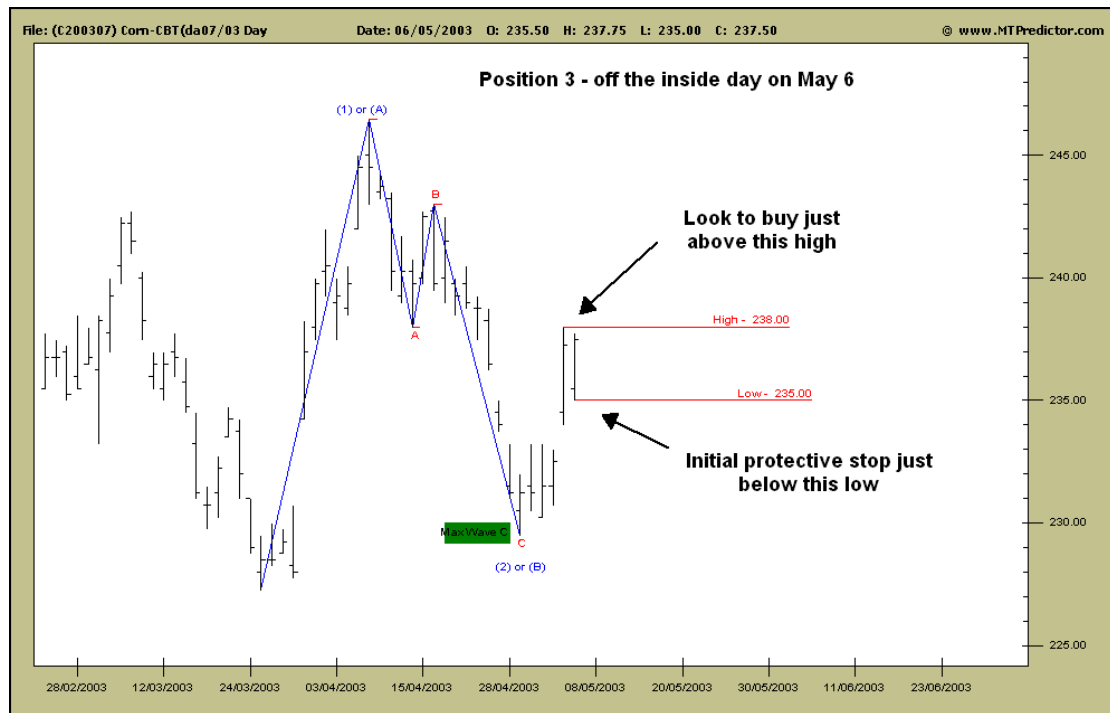 File: (C200307) Corn-CBT(da07/03 Day Date: 06/05/2003 O: 235.50 H: 237.75 L: 235.00 C: 237.50 @ www.MTPredictor.com
Position 3 - off the inside day on May 6
(1) or (A)
245.00
B
Look to buy just
above this high
240.00
High - 238.00
A
Low - 235.00
235.00
Initial protective stop just
below this low
230.00
Max Wave C
C
(2) or (B)
225.00
28/02/2003 12/03/2003 24/03/2003 03/04/2003 15/04/2003 28/04/2003 08/05/2003 20/05/2003 30/05/2003 11/06/2003 23/06/2003